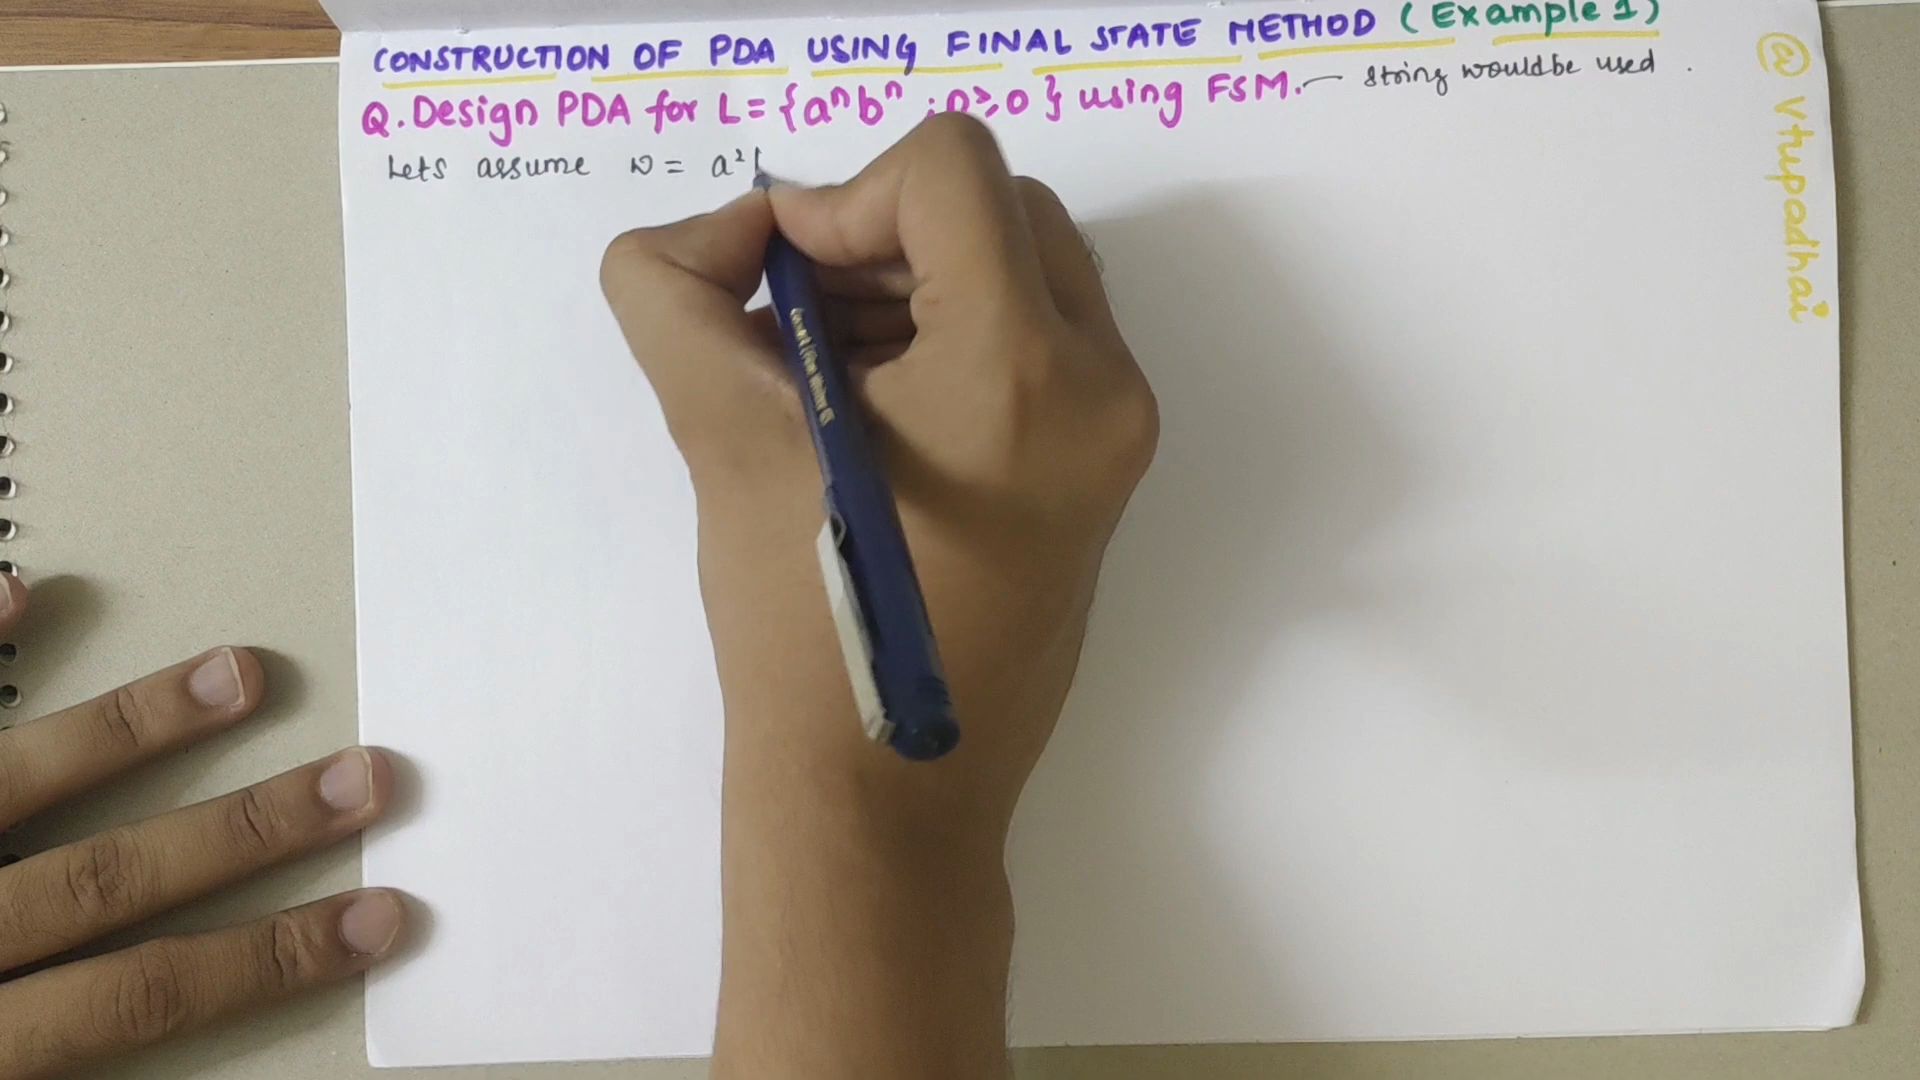 CONSTRUCTION OF PDA USING FINAL STATE METHOD (Example 1)
Q. Design PDA for L = {aⁿbⁿ ; n≥0} using FSM. — string would be used.
Lets assume w = a²
@vtupadhai